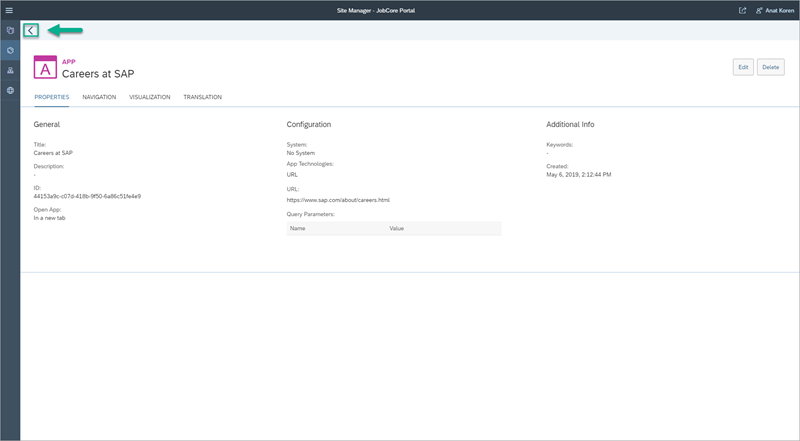 Site Manager - JobCore Portal
Anat Koren
A
APP
Careers at SAP
Edit
Delete
PROPERTIES
NAVIGATION
VISUALIZATION
TRANSLATION
General
Title:
Careers at SAP
Description:
-
ID:
44153a9c-c07d-418b-9f50-6a86c51fe4e9
Open App:
In a new tab
Configuration
System:
No System
App Technologies:
URL
URL:
https://www.sap.com/about/careers.html
Query Parameters:
Name
Value
Additional Info
Keywords:
-
Created:
May 6, 2019, 2:12:44 PM